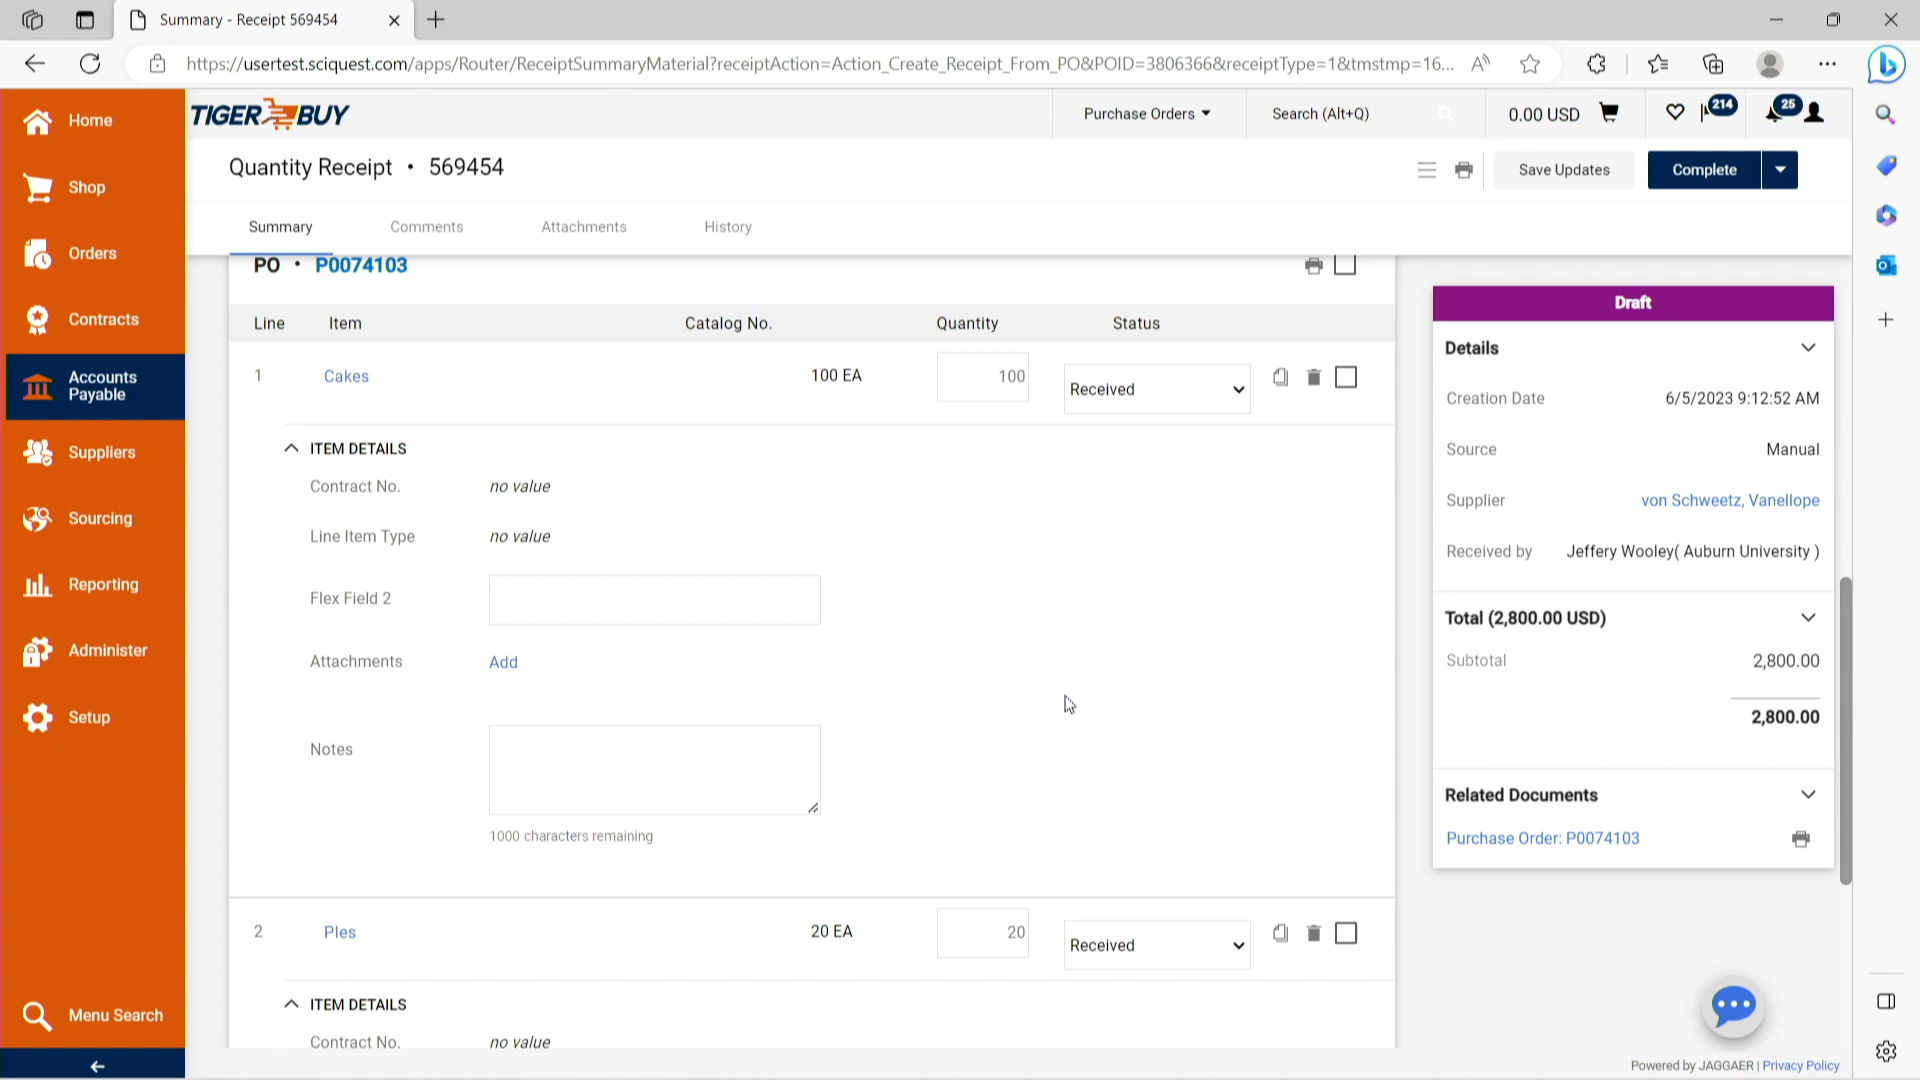 Summary - Receipt 569454
https://usertest.sciquest.com/apps/Router/ReceiptSummaryMaterial?receiptAction=Action_Create_Receipt_From_PO&POID=3806366&receiptType=1&tmstmp=16...
Home
Shop
Orders
Contracts
Accounts
Payable
Suppliers
Sourcing
Reporting
Administer
Setup
Menu Search
TIGER BUY
Purchase Orders
Search (Alt+Q)
0.00 USD
214
25
Quantity Receipt • 569454
Save Updates
Complete
Summary Comments Attachments History
PO • P0074103
Line Item Catalog No. Quantity Status
1 Cakes 100 EA 100 Received
ITEM DETAILS
Contract No. no value
Line Item Type no value
Flex Field 2
Attachments Add
Notes
1000 characters remaining
2 Ples 20 EA 20 Received
ITEM DETAILS
Contract No. no value
Draft
Details
Creation Date 6/5/2023 9:12:52 AM
Source Manual
Supplier von Schweetz, Vanellope
Received by Jeffery Wooley( Auburn University )
Total (2,800.00 USD)
Subtotal 2,800.00
2,800.00
Related Documents
Purchase Order: P0074103
Powered by JAGGAER | Privacy Policy